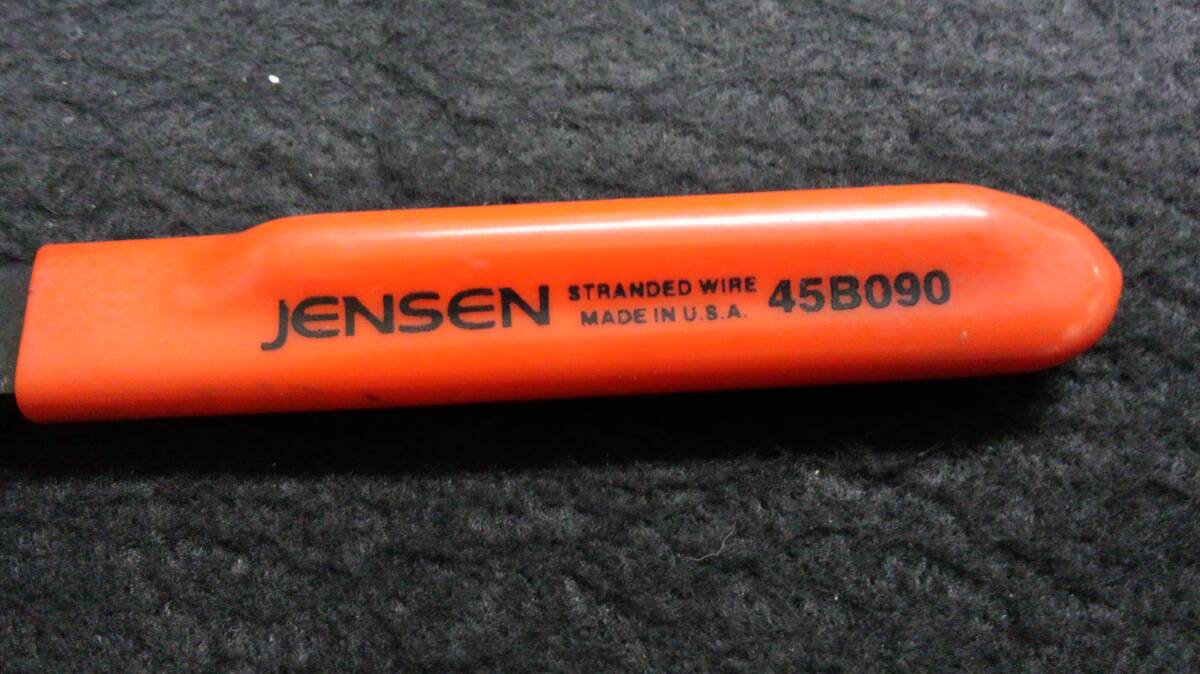 JENSEN
STRANDED WIRE
MADE IN U.S.A.
45B090